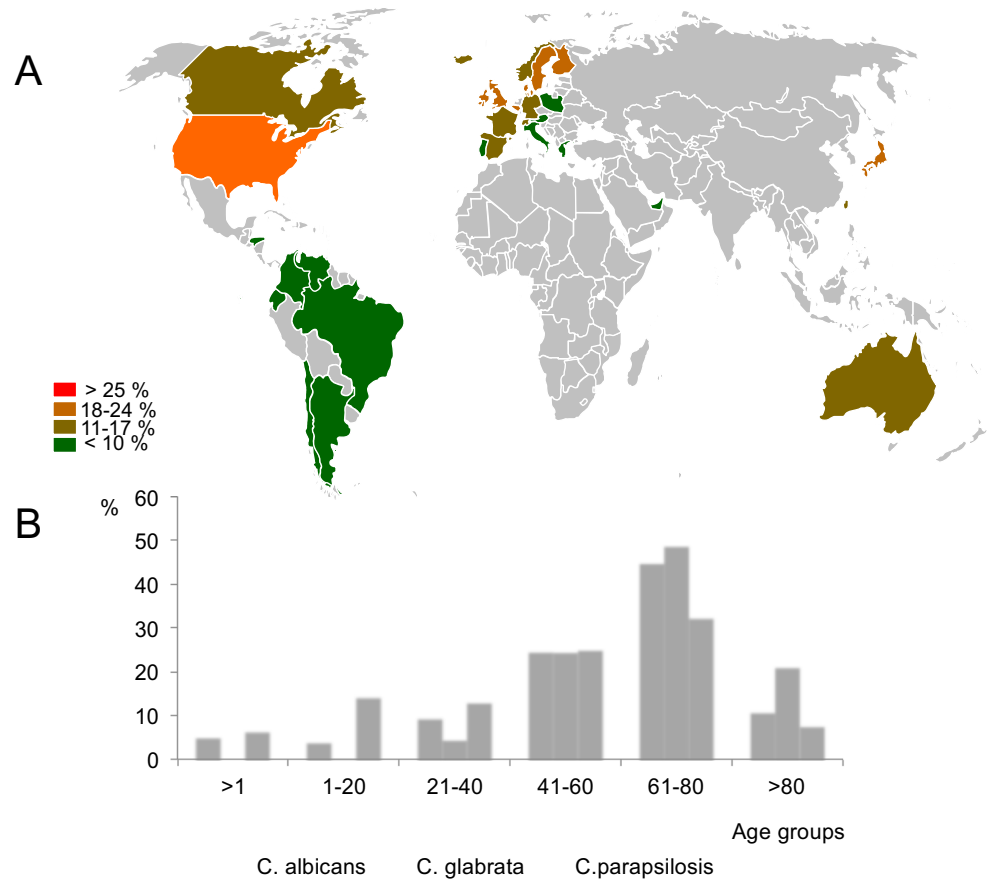 A
> 25 %
18-24 %
11-17 %
< 10 %
B
%
60
50
40
30
20
10
0
>1 1-20 21-40 41-60 61-80 >80
Age groups
C. albicans C. glabrata C.parapsilosis